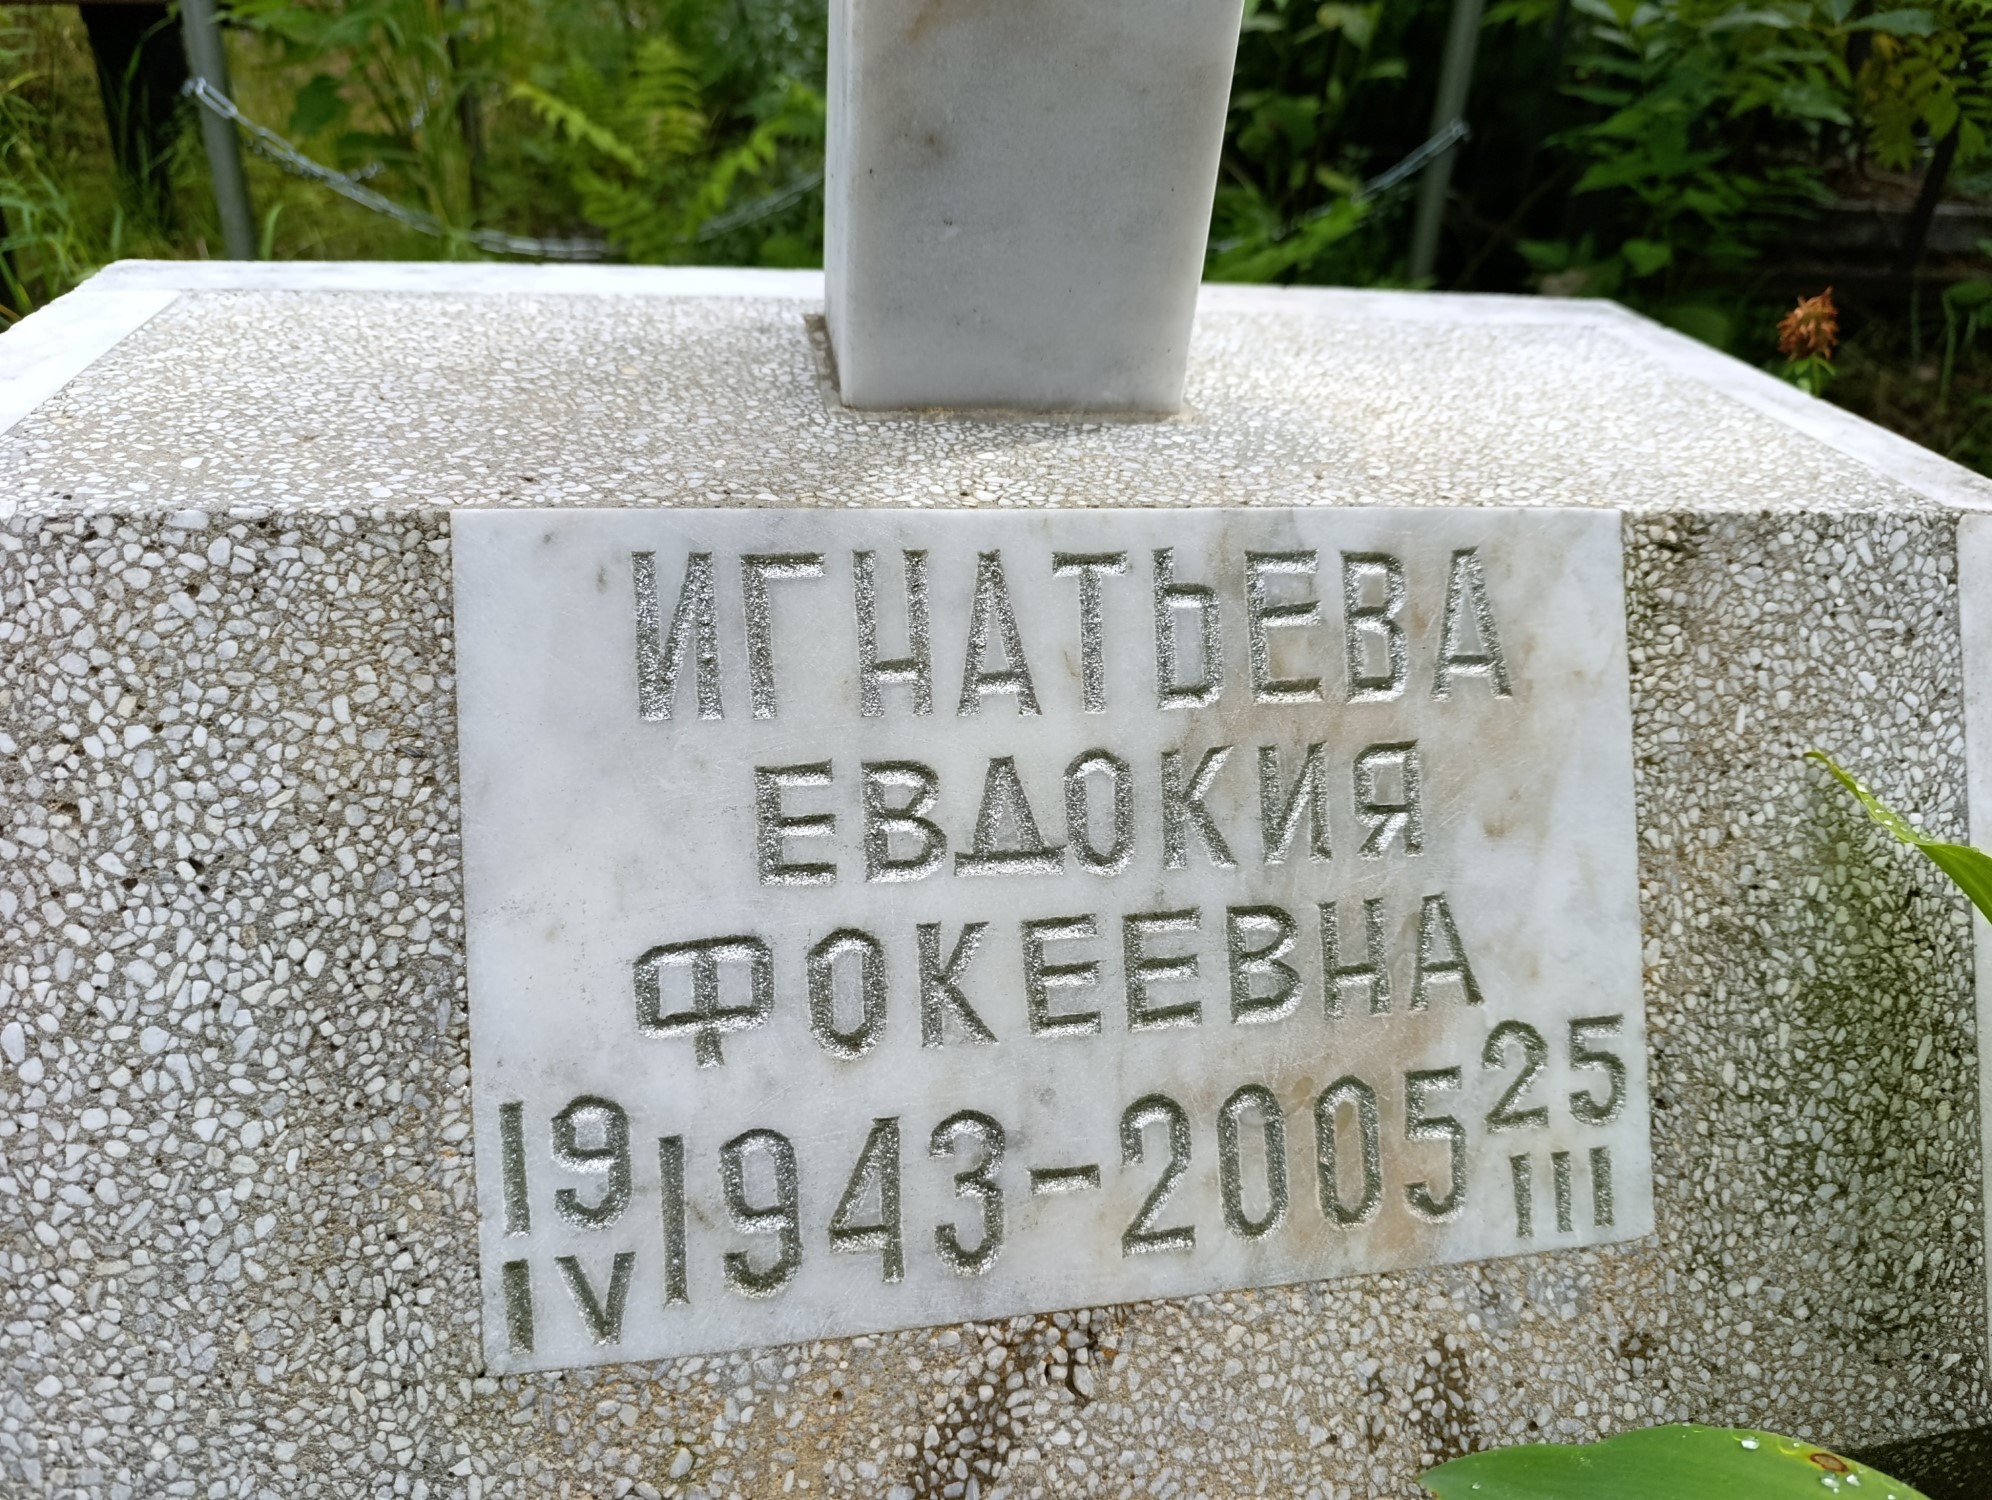 ИГНАТЬЕВА
ЕВДОКИЯ
ФОКЕЕВНА
19 IV 1943-2005 25 III